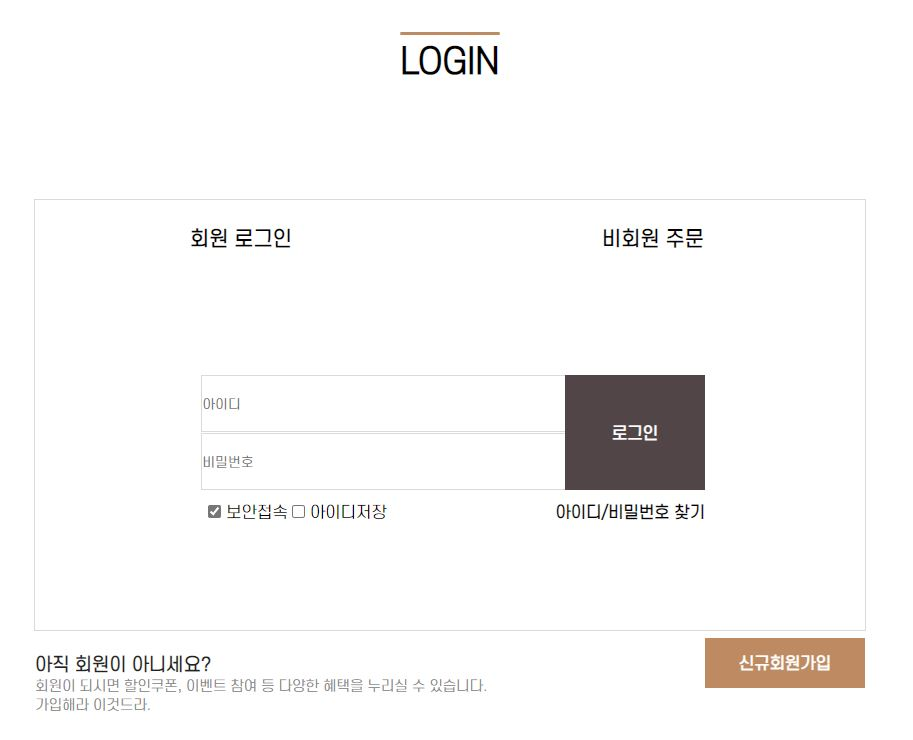 LOGIN
회원 로그인
비회원 주문
아이디
로그인
비밀번호
보안접속 아이디저장
아이디/비밀번호 찾기
아직 회원이 아니세요?
신규회원가입
회원이 되시면 할인쿠폰, 이벤트 참여 등 다양한 혜택을 누리실 수 있습니다.
가입해라 이것드라.